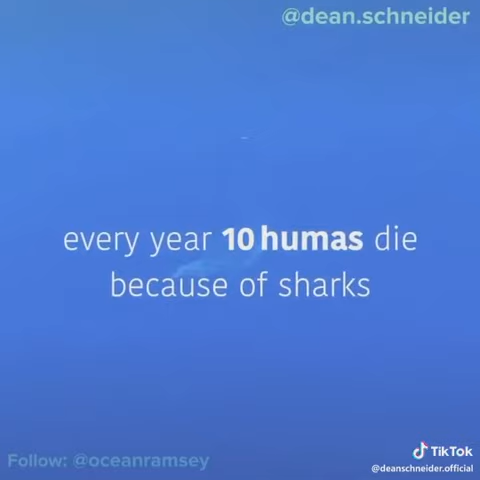 @dean.schneider
every year 10 humas die
because of sharks
Follow: @oceanramsey
TikTok
@deanschneider.official